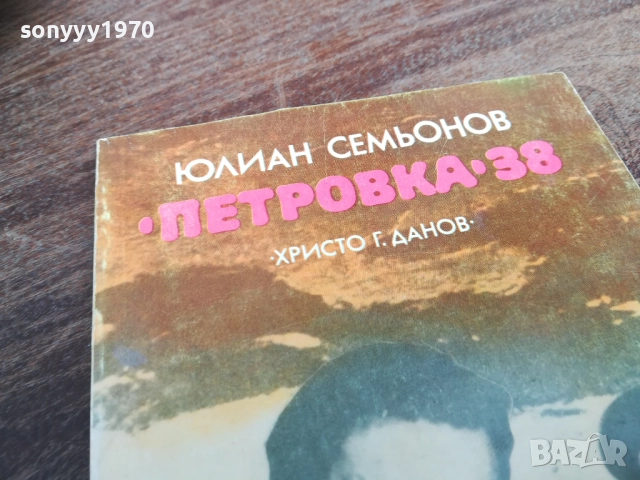 sonyyy1970
ЮЛИАН СЕМЬОНОВ
·ПЕТРОВКА·38
·ХРИСТО Г. ДАНОВ·
BAZAR